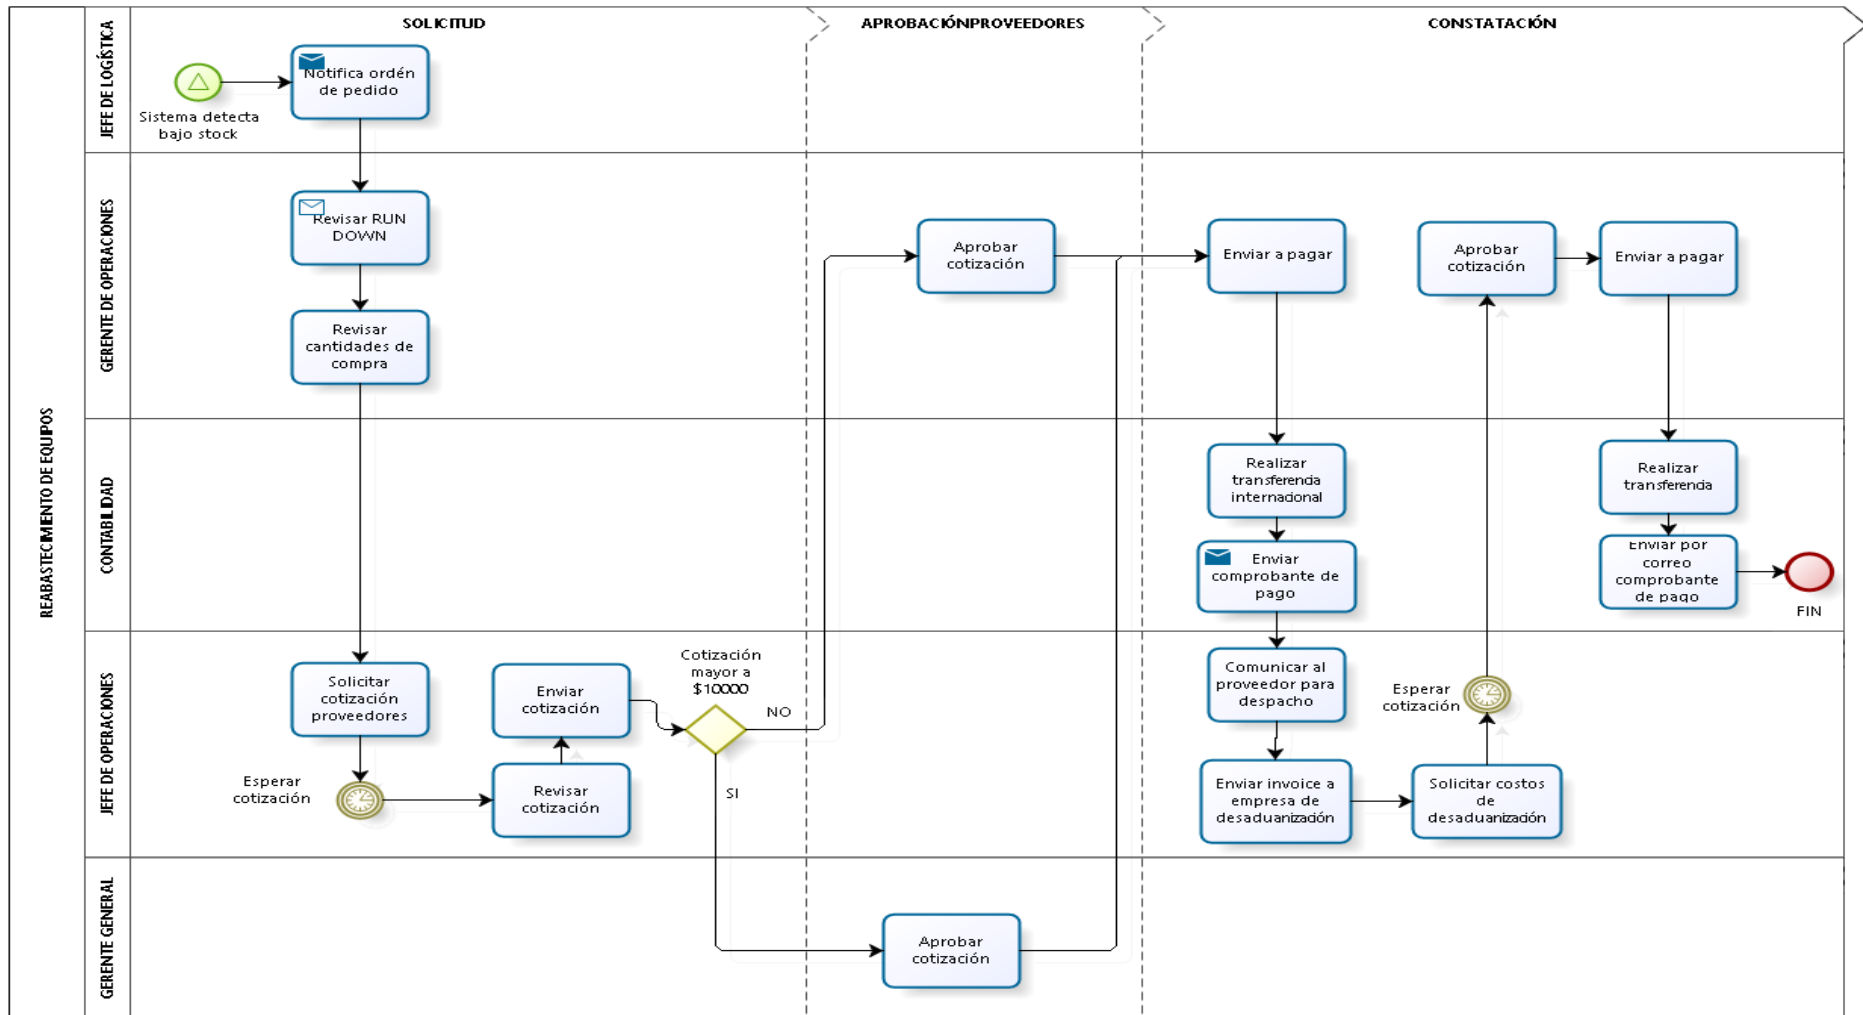 SOLICITUD
APROBACIÓNPROVEEDORES
CONSTATACIÓN
REABASTECIMIENTO DE EQUIPOS
JEFE DE LOGÍSTICA
Sistema detecta
bajo stock
Notifica ordén
de pedido
GERENTE DE OPERACIONES
Revisar RUN
DOWN
Revisar
cantidades de
compra
Aprobar
cotización
Enviar a pagar
Aprobar
cotización
Enviar a pagar
CONTABILIDAD
Realizar
transferencia
internacional
Enviar
comprobante de
pago
Realizar
transferencia
Enviar por
correo
comprobante
de pago
FIN
JEFE DE OPERACIONES
Solicitar
cotización
proveedores
Esperar
cotización
Enviar
cotización
Revisar
cotización
Cotización
mayor a
$10000
NO
SI
Comunicar al
proveedor para
despacho
Enviar invoice a
empresa de
desaduanización
Esperar
cotización
Solicitar costos
de
desaduanización
GERENTE GENERAL
Aprobar
cotización